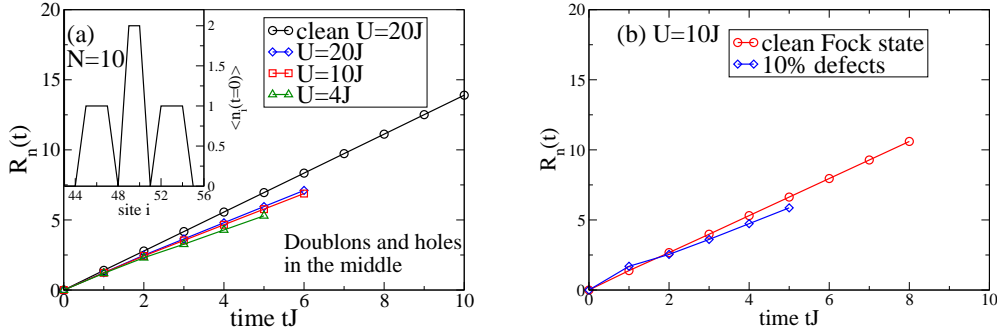 (a)
N=10
2
1.5
1
0.5
0
<n_i(t=0)>
44
48
52
56
site i
clean U=20J
U=20J
U=10J
U=4J
Doublons and holes
in the middle
20
15
10
5
0
R_n(t)
0
2
4
6
8
10
time tJ
(b) U=10J
clean Fock state
10% defects
20
15
10
5
0
R_n(t)
0
2
4
6
8
10
time tJ